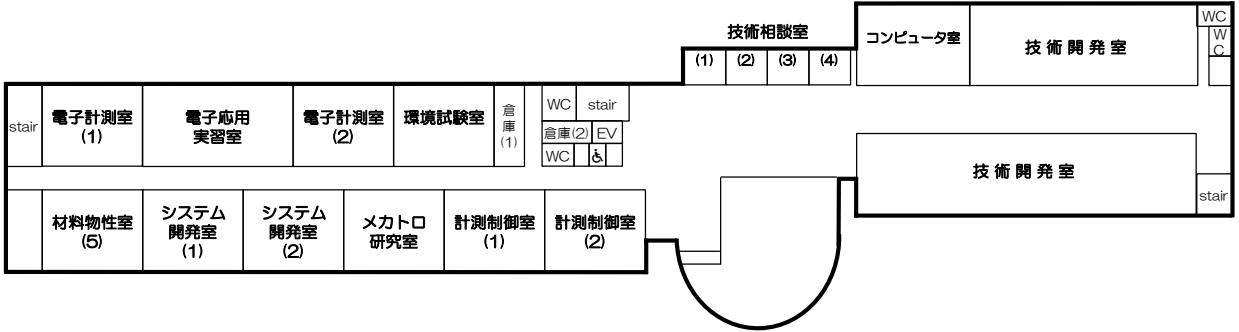 WC
技術相談室
コンピュータ室
技術開発室
WC
(1)
(2)
(3)
(4)
stair
電子計測室
(1)
電子応用
実習室
電子計測室
(2)
環境試験室
倉庫
(1)
WC
stair
倉庫(2)
EV
WC
技術開発室
stair
材料物性室
(5)
システム
開発室
(1)
システム
開発室
(2)
メカトロ
研究室
計測制御室
(1)
計測制御室
(2)